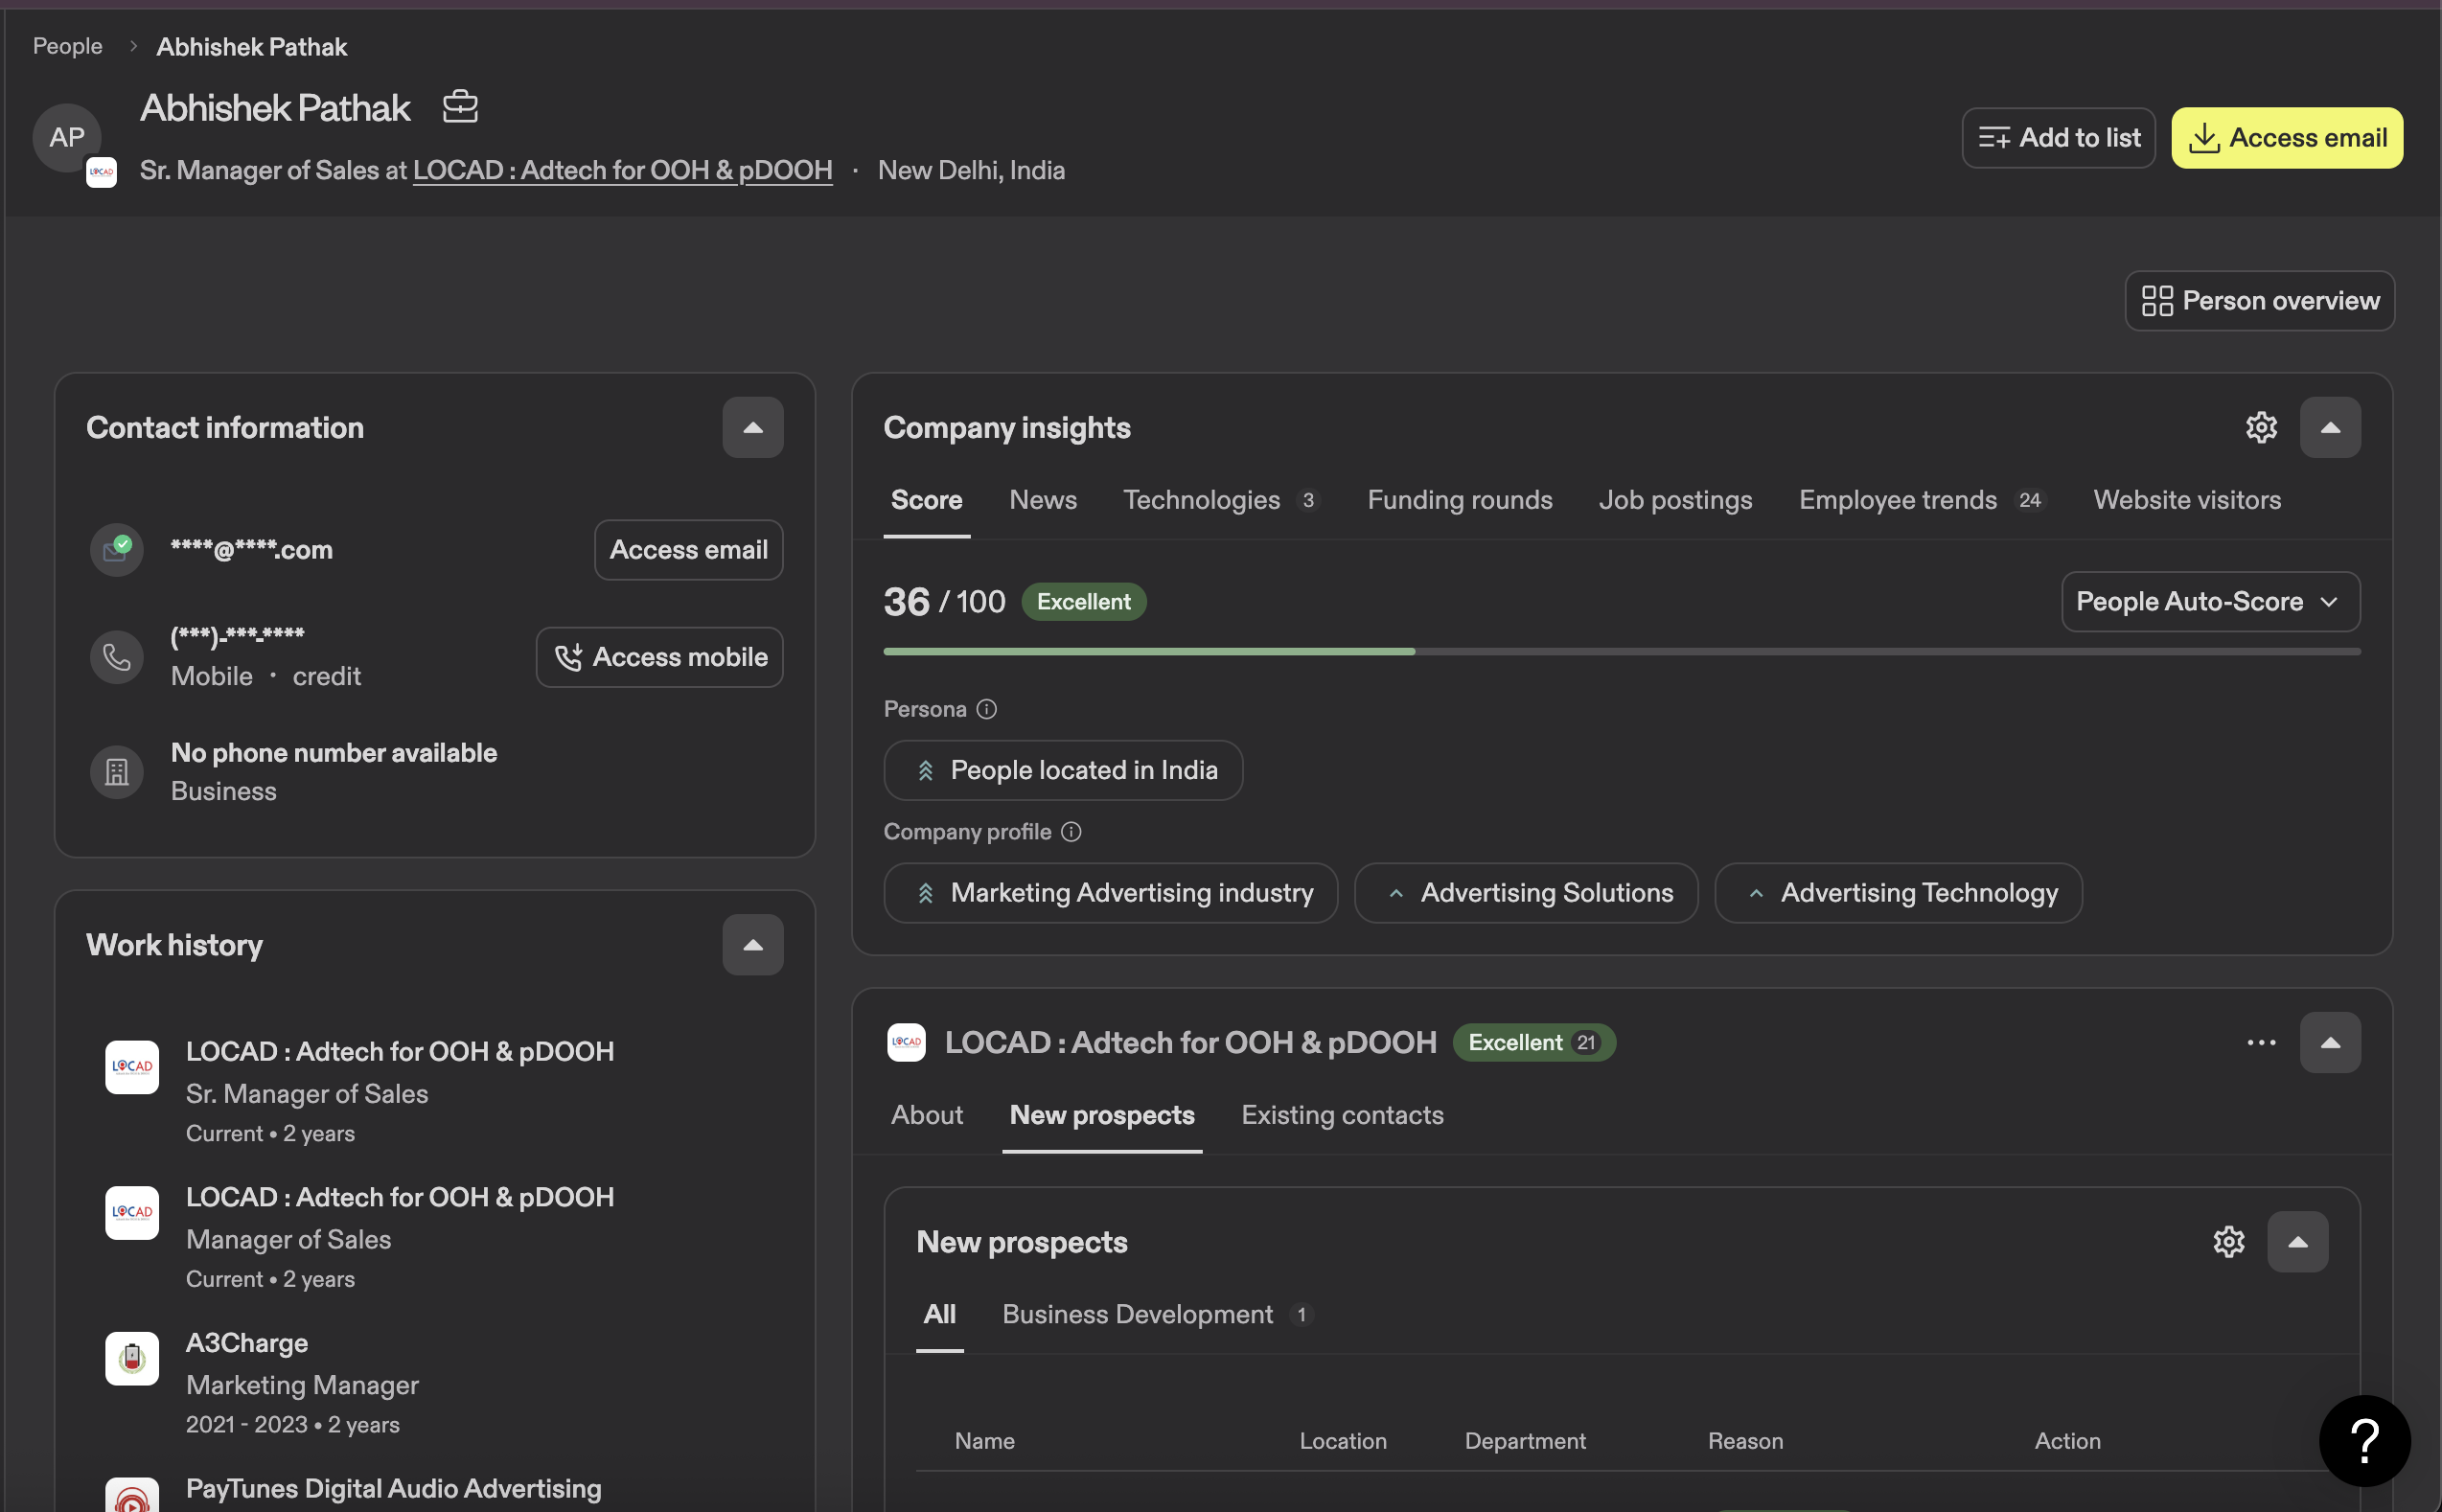 People > Abhishek Pathak
AP
LOCAD
Abhishek Pathak
Sr. Manager of Sales at LOCAD : Adtech for OOH & pDOOH · New Delhi, India
Add to list
Access email
Person overview
Contact information
****@****.com
Access email
(***)-***-****
Mobile · credit
Access mobile
No phone number available
Business
Work history
LOCAD
LOCAD : Adtech for OOH & pDOOH
Sr. Manager of Sales
Current • 2 years
LOCAD
LOCAD : Adtech for OOH & pDOOH
Manager of Sales
Current • 2 years
A3Charge
Marketing Manager
2021 - 2023 • 2 years
PayTunes Digital Audio Advertising
Company insights
Score News Technologies 3 Funding rounds Job postings Employee trends 24 Website visitors
36 / 100 Excellent
People Auto-Score
Persona
People located in India
Company profile
Marketing Advertising industry Advertising Solutions Advertising Technology
LOCAD
LOCAD : Adtech for OOH & pDOOH Excellent 21
About New prospects Existing contacts
New prospects
All Business Development 1
Name Location Department Reason Action
?